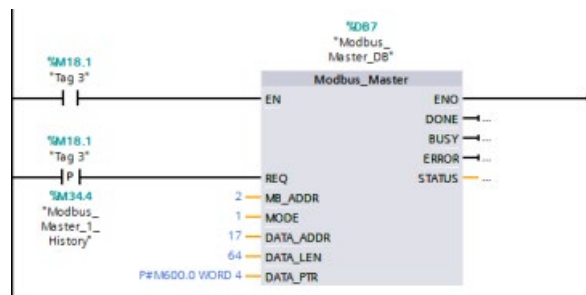 %DB7
"Modbus_
Master_DB"
%M18.1
"Tag 3"
Modbus_Master
EN
ENO
DONE
...
BUSY
...
ERROR
...
%M18.1
"Tag 3"
P
REQ
STATUS
...
%M34.4
"Modbus_
Master_1_
History"
2
MB_ADDR
1
MODE
17
DATA_ADDR
64
DATA_LEN
P#M600.0 WORD 4
DATA_PTR